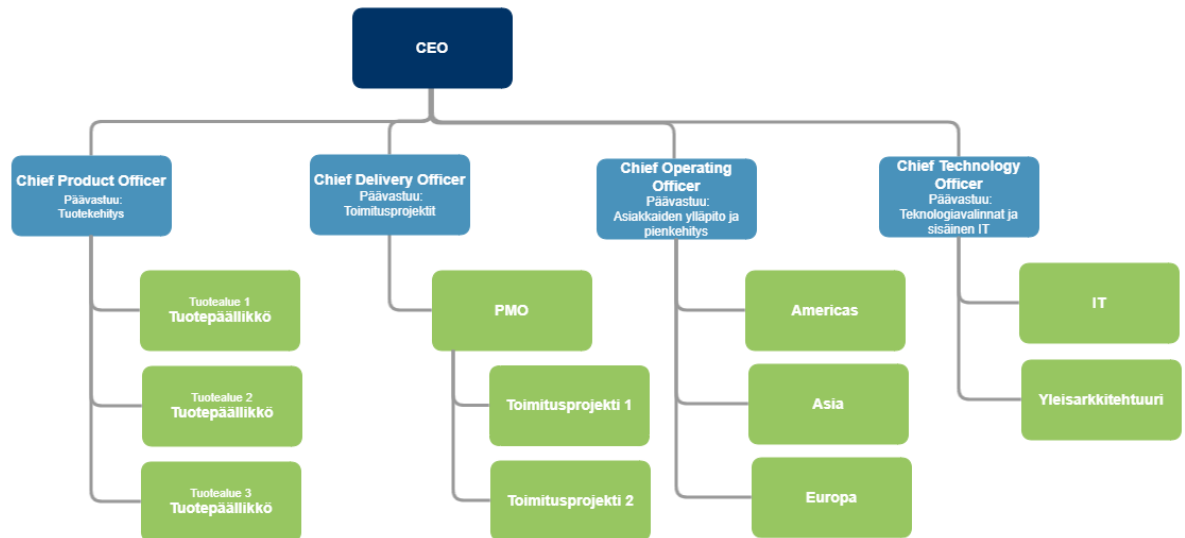 CEO
Chief Product Officer
Päävastuu:
Tuotekehitys
Chief Delivery Officer
Päävastuu:
Toimitusprojektit
Chief Operating
Officer
Päävastuu:
Asiakkaiden ylläpito ja
pienkehitys
Chief Technology
Officer
Päävastuu:
Teknologiavalinnat ja
sisäinen IT
Tuotealue 1
Tuotepäällikkö
Tuotealue 2
Tuotepäällikkö
Tuotealue 3
Tuotepäällikkö
PMO
Toimitusprojekti 1
Toimitusprojekti 2
Americas
Asia
Europa
IT
Yleisarkkitehtuuri